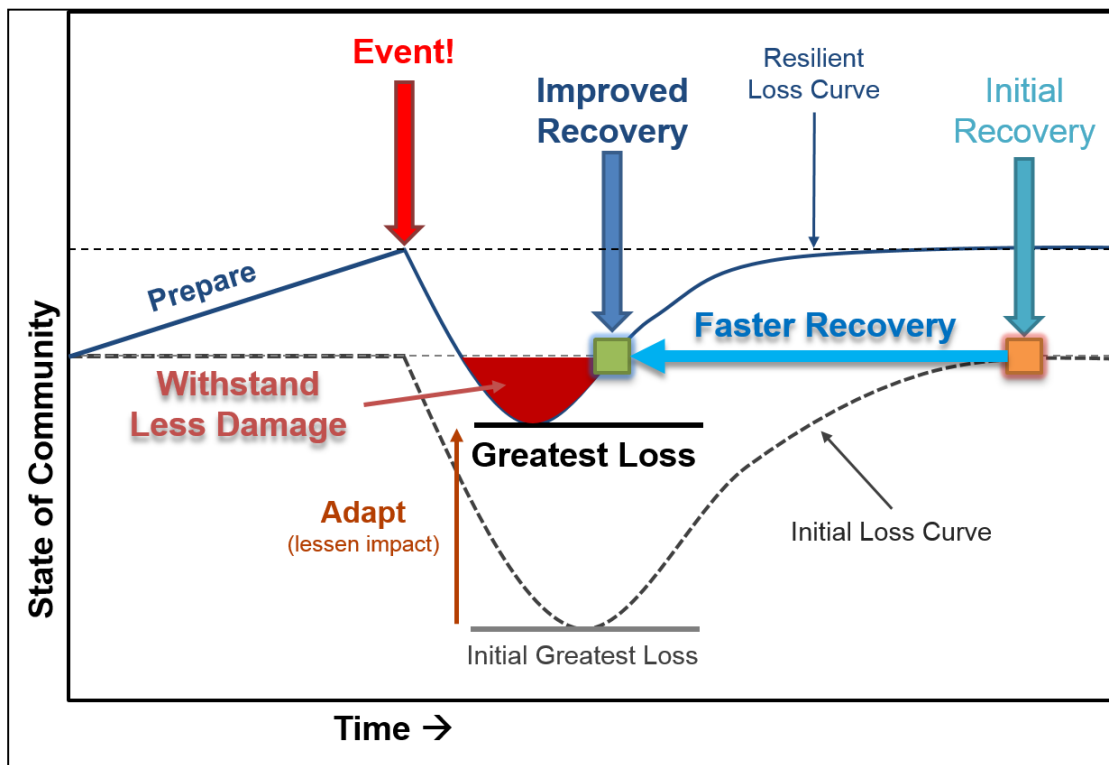 Event!
Improved
Recovery
Resilient
Loss Curve
Initial
Recovery
Prepare
Faster Recovery
Withstand
Less Damage
Greatest Loss
Adapt
(lessen impact)
Initial Loss Curve
Initial Greatest Loss
State of Community
Time →